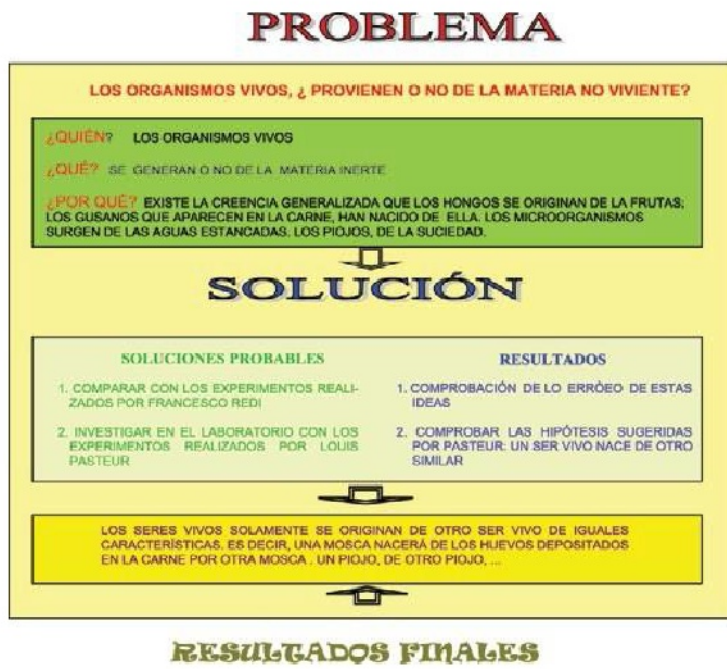 PROBLEMA
LOS ORGANISMOS VIVOS, ¿ PROVIENEN O NO DE LA MATERIA NO VIVIENTE?
¿QUIÉN? LOS ORGANISMOS VIVOS
¿QUÉ? SE GENERAN O NO DE LA MATERIA INERTE
¿POR QUÉ? EXISTE LA CREENCIA GENERALIZADA QUE LOS HONGOS SE ORIGINAN DE LA FRUTAS;
LOS GUSANOS QUE APARECEN EN LA CARNE, HAN NACIDO DE ELLA. LOS MICROORGANISMOS
SURGEN DE LAS AGUAS ESTANCADAS, LOS PIOJOS, DE LA SUCIEDAD.
SOLUCIÓN
SOLUCIONES PROBABLES
1. COMPARAR CON LOS EXPERIMENTOS REALI-
ZADOS POR FRANCESCO REDI
2. INVESTIGAR EN EL LABORATORIO CON LOS
EXPERIMENTOS REALIZADOS POR LOUIS
PASTEUR
RESULTADOS
1. COMPROBACIÓN DE LO ERRÓEO DE ESTAS
IDEAS
2. COMPROBAR LAS HIPÓTESIS SUGERIDAS
POR PASTEUR: UN SER VIVO NACE DE OTRO
SIMILAR
LOS SERES VIVOS SOLAMENTE SE ORIGINAN DE OTRO SER VIVO DE IGUALES
CARACTERÍSTICAS. ES DECIR, UNA MOSCA NACERÁ DE LOS HUEVOS DEPOSITADOS
EN LA CARNE POR OTRA MOSCA . UN PIOJO, DE OTRO PIOJO, ...
RESULTADOS FINALES